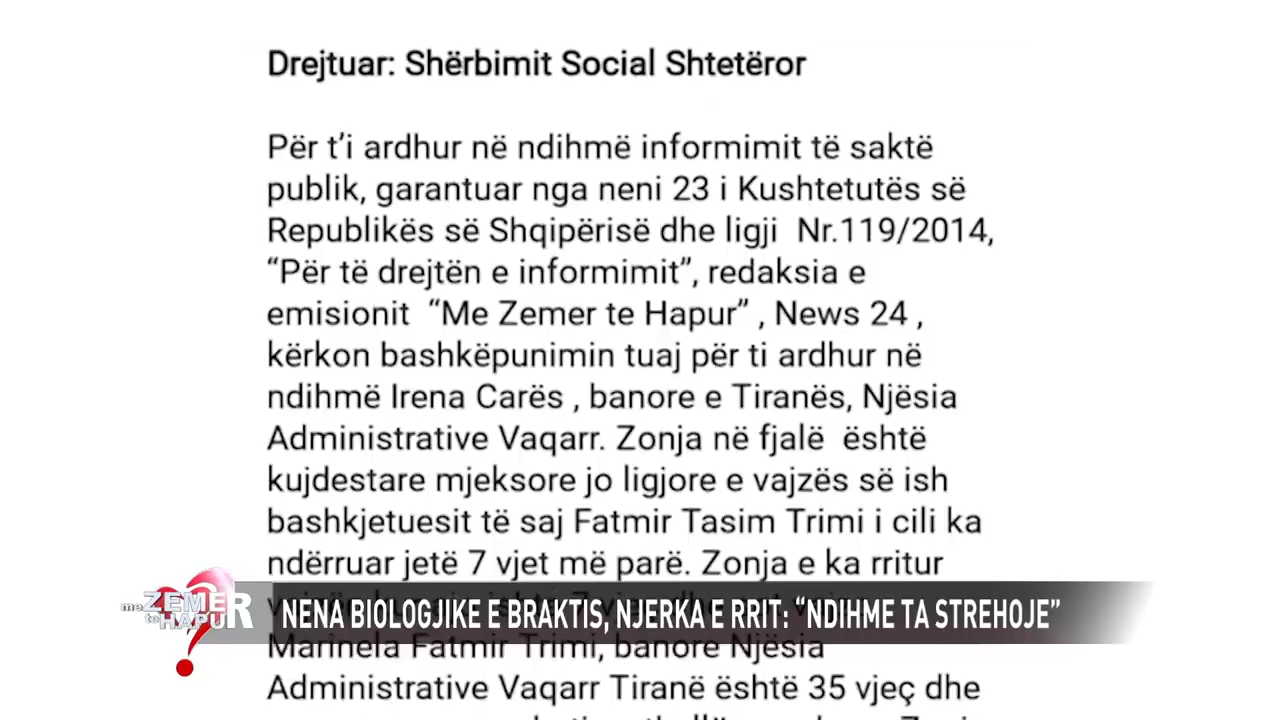 Drejtuar: Shërbimit Social Shtetëror
Për t’i ardhur në ndihmë informimit të saktë
publik, garantuar nga neni 23 i Kushtetutës së
Republikës së Shqipërisë dhe ligji Nr.119/2014,
“Për të drejtën e informimit”, redaksia e
emisionit “Me Zemer te Hapur” , News 24 ,
kërkon bashkëpunimin tuaj për ti ardhur në
ndihmë Irena Carës , banore e Tiranës, Njësia
Administrative Vaqarr. Zonja në fjalë është
kujdestare mjeksore jo ligjore e vajzës së ish
bashkjetuesit të saj Fatmir Tasim Trimi i cili ka
ndërruar jetë 7 vjet më parë. Zonja e ka rritur
me ZEMER te HAPUR
NENA BIOLOGJIKE E BRAKTIS, NJERKA E RRIT: “NDIHME TA STREHOJE”
Marinela Fatmir Trimi, banore Njësia
Administrative Vaqarr Tiranë është 35 vjeç dhe